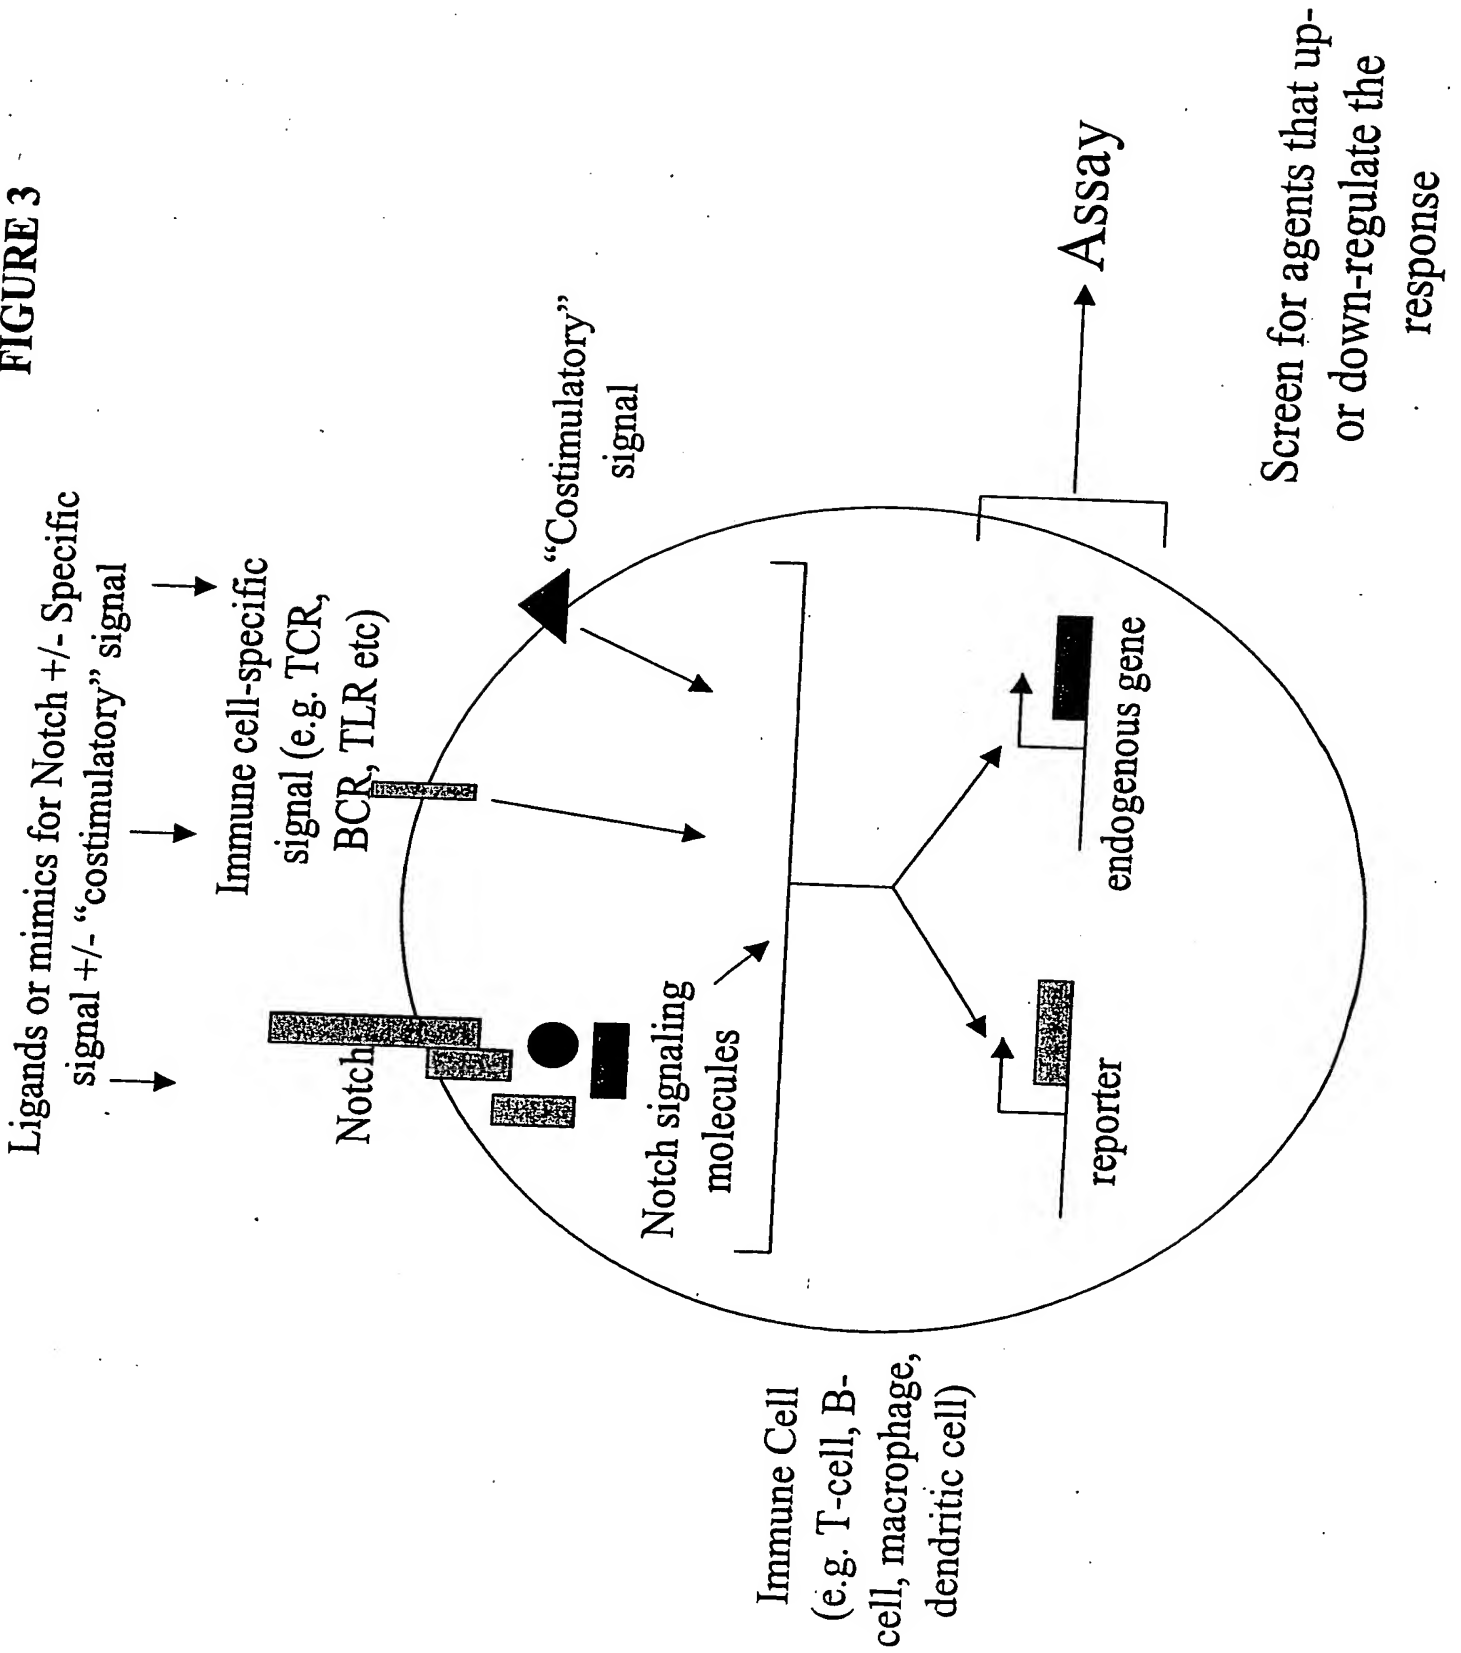 FIGURE 3
Ligands or mimics for Notch +/- Specific
signal +/- “costimulatory” signal
Immune cell-specific
signal (e.g. TCR,
BCR, TLR etc)
Notch
“Costimulatory”
signal
Notch signaling
molecules
Immune Cell
(e.g. T-cell, B-
cell, macrophage,
dendritic cell)
reporter
endogenous gene
Assay
Screen for agents that up-
or down-regulate the
response